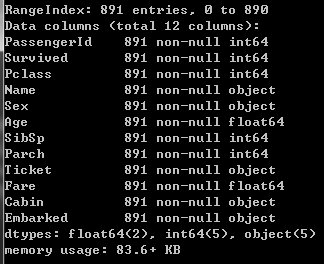 RangeIndex: 891 entries, 0 to 890
Data columns (total 12 columns):
PassengerId    891 non-null int64
Survived       891 non-null int64
Pclass         891 non-null int64
Name           891 non-null object
Sex            891 non-null object
Age            891 non-null float64
SibSp          891 non-null int64
Parch          891 non-null int64
Ticket         891 non-null object
Fare           891 non-null float64
Cabin          891 non-null object
Embarked       891 non-null object
dtypes: float64(2), int64(5), object(5)
memory usage: 83.6+ KB